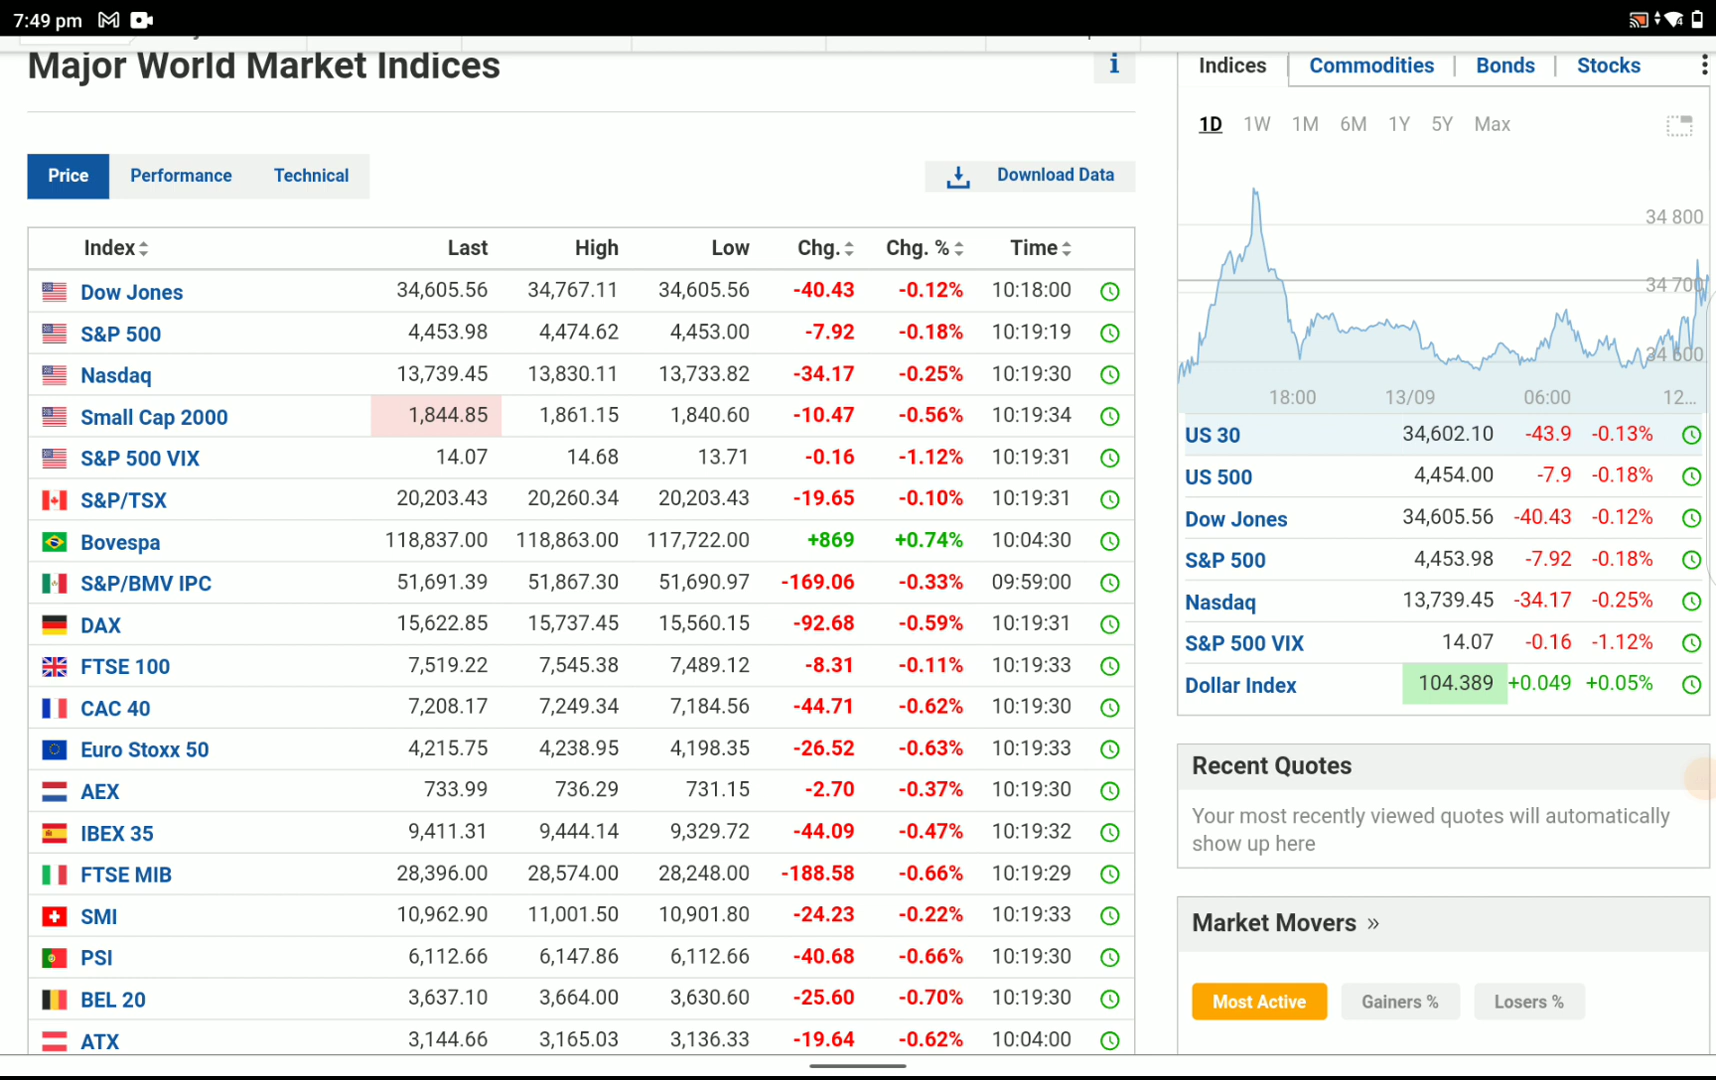 7:49 pm
Major World Market Indices
i
Price Performance Technical
Download Data
Index Last High Low Chg. Chg. % Time
Dow Jones 34,605.56 34,767.11 34,605.56 -40.43 -0.12% 10:18:00
S&P 500 4,453.98 4,474.62 4,453.00 -7.92 -0.18% 10:19:19
Nasdaq 13,739.45 13,830.11 13,733.82 -34.17 -0.25% 10:19:30
Small Cap 2000 1,844.85 1,861.15 1,840.60 -10.47 -0.56% 10:19:34
S&P 500 VIX 14.07 14.68 13.71 -0.16 -1.12% 10:19:31
S&P/TSX 20,203.43 20,260.34 20,203.43 -19.65 -0.10% 10:19:31
Bovespa 118,837.00 118,863.00 117,722.00 +869 +0.74% 10:04:30
S&P/BMV IPC 51,691.39 51,867.30 51,690.97 -169.06 -0.33% 09:59:00
DAX 15,622.85 15,737.45 15,560.15 -92.68 -0.59% 10:19:31
FTSE 100 7,519.22 7,545.38 7,489.12 -8.31 -0.11% 10:19:33
CAC 40 7,208.17 7,249.34 7,184.56 -44.71 -0.62% 10:19:30
Euro Stoxx 50 4,215.75 4,238.95 4,198.35 -26.52 -0.63% 10:19:33
AEX 733.99 736.29 731.15 -2.70 -0.37% 10:19:30
IBEX 35 9,411.31 9,444.14 9,329.72 -44.09 -0.47% 10:19:32
FTSE MIB 28,396.00 28,574.00 28,248.00 -188.58 -0.66% 10:19:29
SMI 10,962.90 11,001.50 10,901.80 -24.23 -0.22% 10:19:33
PSI 6,112.66 6,147.86 6,112.66 -40.68 -0.66% 10:19:30
BEL 20 3,637.10 3,664.00 3,630.60 -25.60 -0.70% 10:19:30
ATX 3,144.66 3,165.03 3,136.33 -19.64 -0.62% 10:04:00
Indices Commodities Bonds Stocks
1D 1W 1M 6M 1Y 5Y Max
34 800
34 700
34 600
18:00 13/09 06:00 12...
US 30 34,602.10 -43.9 -0.13%
US 500 4,454.00 -7.9 -0.18%
Dow Jones 34,605.56 -40.43 -0.12%
S&P 500 4,453.98 -7.92 -0.18%
Nasdaq 13,739.45 -34.17 -0.25%
S&P 500 VIX 14.07 -0.16 -1.12%
Dollar Index 104.389 +0.049 +0.05%
Recent Quotes
Your most recently viewed quotes will automatically
show up here
Market Movers »
Most Active Gainers % Losers %